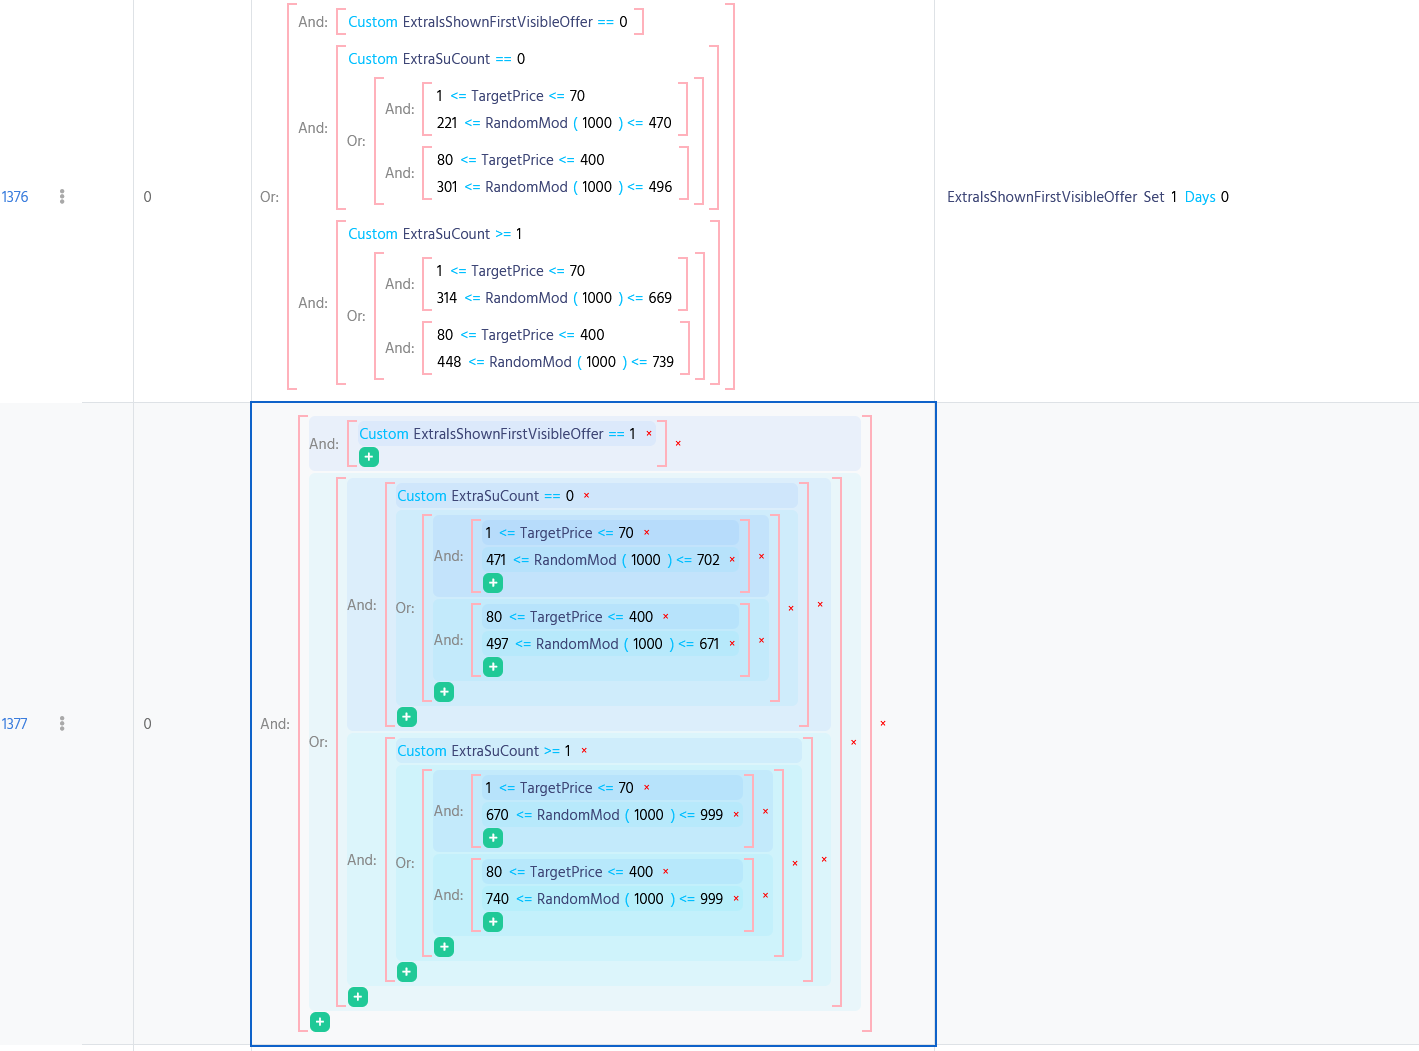 And: Custom ExtraIsShownFirstVisibleOffer == 0
Custom ExtraSuCount == 0
And:
Or:
And:
1 <= TargetPrice <= 70
221 <= RandomMod ( 1000 ) <= 470
And:
80 <= TargetPrice <= 400
301 <= RandomMod ( 1000 ) <= 496
1376
0
Or:
ExtraIsShownFirstVisibleOffer Set 1 Days 0
Custom ExtraSuCount >= 1
And:
Or:
And:
1 <= TargetPrice <= 70
314 <= RandomMod ( 1000 ) <= 669
And:
80 <= TargetPrice <= 400
448 <= RandomMod ( 1000 ) <= 739
And:
Custom ExtraIsShownFirstVisibleOffer == 1 × ×
+
Custom ExtraSuCount == 0 ×
And:
Or:
And:
1 <= TargetPrice <= 70 ×
471 <= RandomMod ( 1000 ) <= 702 × ×
+
And:
80 <= TargetPrice <= 400 ×
497 <= RandomMod ( 1000 ) <= 671 × ×
+
+
× ×
+
1377
0
And:
Or:
× ×
Custom ExtraSuCount >= 1 ×
And:
Or:
And:
1 <= TargetPrice <= 70 ×
670 <= RandomMod ( 1000 ) <= 999 × ×
+
And:
80 <= TargetPrice <= 400 ×
740 <= RandomMod ( 1000 ) <= 999 × ×
+
+
× ×
+
+
+